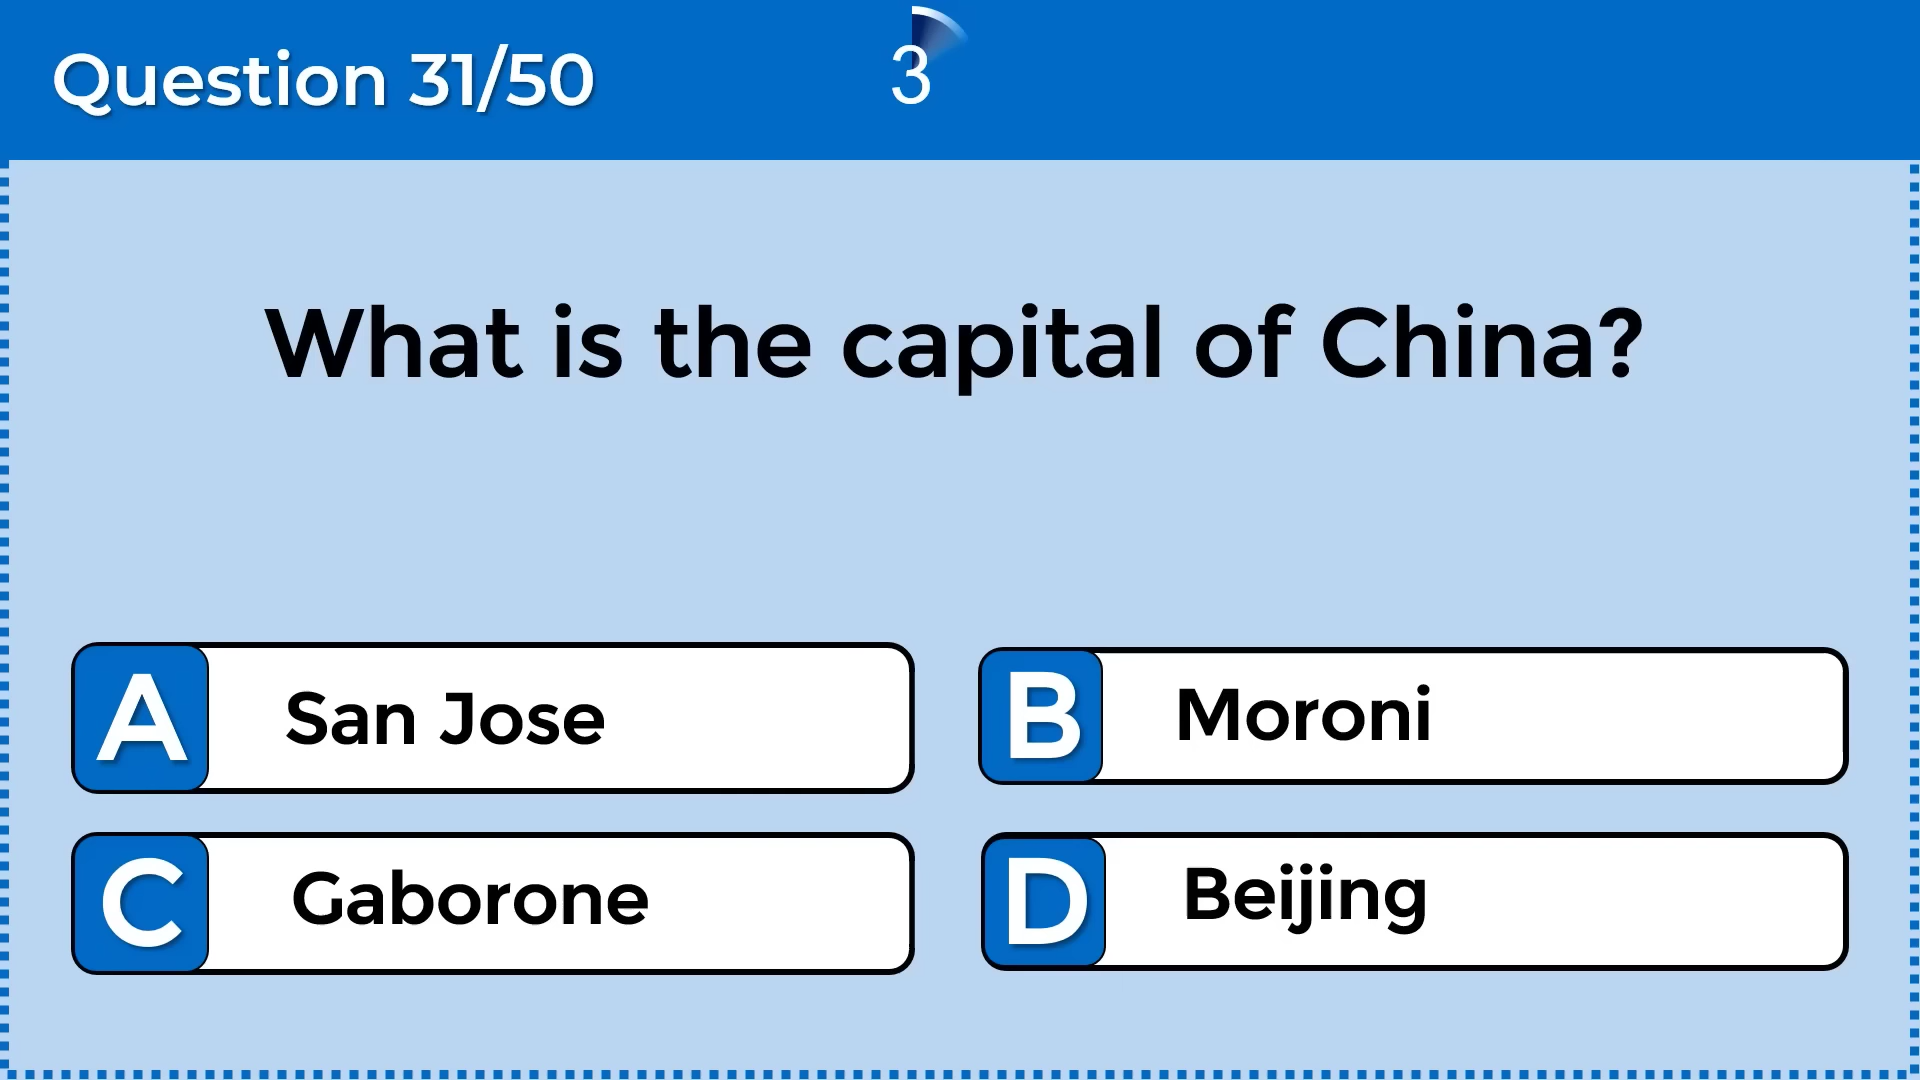 Question 31/50
3
What is the capital of China?
A San Jose
B Moroni
C Gaborone
D Beijing